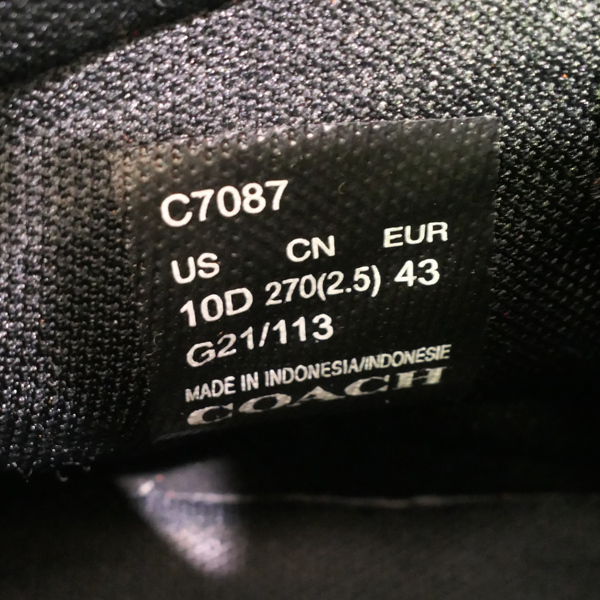 C7087
US CN EUR
10D 270(2.5) 43
G21/113
MADE IN INDONESIA/INDONESIE
COACH